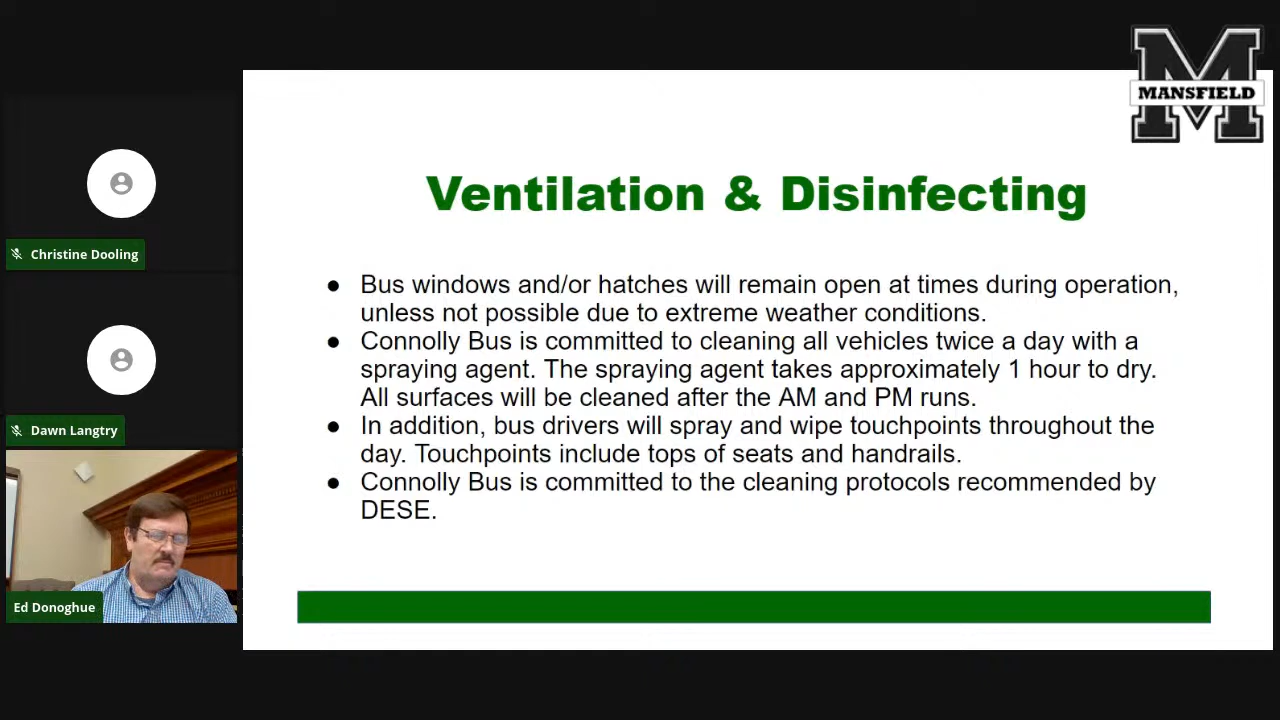 MANSFIELD
Ventilation & Disinfecting
● Bus windows and/or hatches will remain open at times during operation,
unless not possible due to extreme weather conditions.
● Connolly Bus is committed to cleaning all vehicles twice a day with a
spraying agent. The spraying agent takes approximately 1 hour to dry.
All surfaces will be cleaned after the AM and PM runs.
● In addition, bus drivers will spray and wipe touchpoints throughout the
day. Touchpoints include tops of seats and handrails.
● Connolly Bus is committed to the cleaning protocols recommended by
DESE.
Christine Dooling
Dawn Langtry
Ed Donoghue